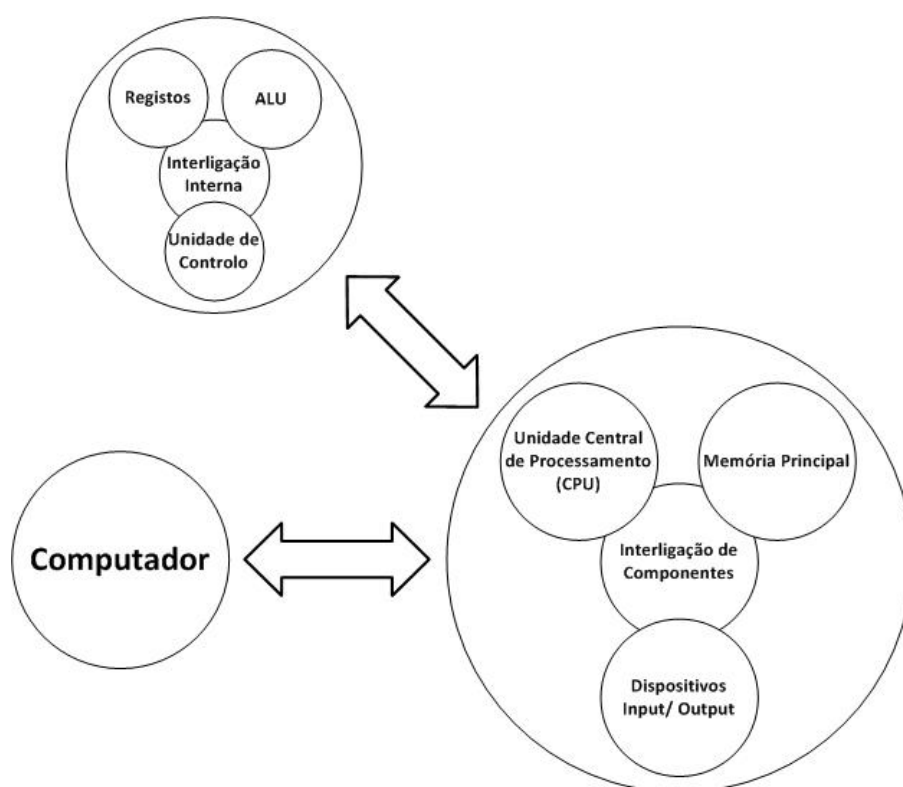 Registos
ALU
Interligação
Interna
Unidade de
Controlo
Unidade Central
de Processamento
(CPU)
Memória Principal
Interligação de
Componentes
Dispositivos
Input/ Output
Computador